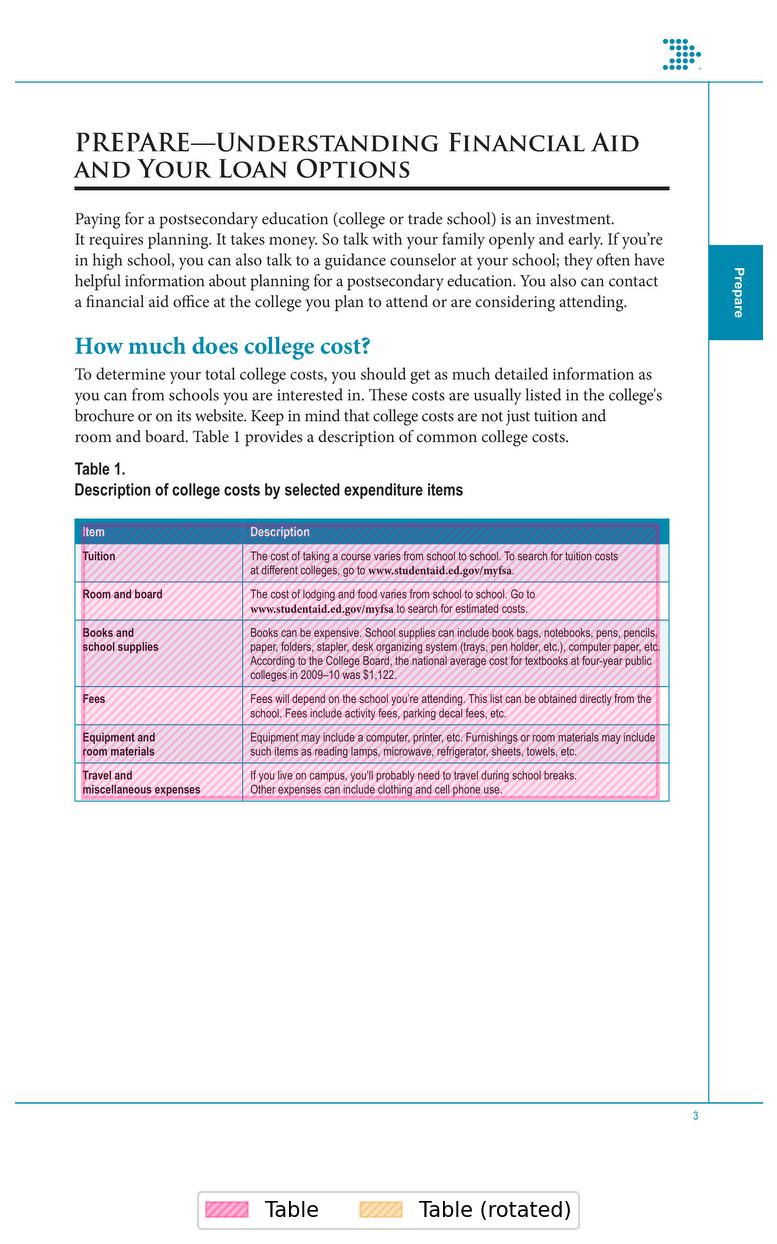 PREPARE—Understanding Financial Aid
and Your Loan Options
Paying for a postsecondary education (college or trade school) is an investment.
It requires planning. It takes money. So talk with your family openly and early. If you're
in high school, you can also talk to a guidance counselor at your school; they often have
helpful information about planning for a postsecondary education. You also can contact
a financial aid office at the college you plan to attend or are considering attending.
Prepare
How much does college cost?
To determine your total college costs, you should get as much detailed information as
you can from schools you are interested in. These costs are usually listed in the college's
brochure or on its website. Keep in mind that college costs are not just tuition and
room and board. Table 1 provides a description of common college costs.
Table 1.
Description of college costs by selected expenditure items
Item Description
Tuition The cost of taking a course varies from school to school. To search for tuition costs
at different colleges, go to www.studentaid.ed.gov/myfsa.
Room and board The cost of lodging and food varies from school to school. Go to
www.studentaid.ed.gov/myfsa to search for estimated costs.
Books and Books can be expensive. School supplies can include book bags, notebooks, pens, pencils,
school supplies paper, folders, stapler, desk organizing system (trays, pen holder, etc.), computer paper, etc.
According to the College Board, the national average cost for textbooks at four-year public
colleges in 2009–10 was $1,122.
Fees Fees will depend on the school you're attending. This list can be obtained directly from the
school. Fees include activity fees, parking decal fees, etc.
Equipment and Equipment may include a computer, printer, etc. Furnishings or room materials may include
room materials such items as reading lamps, microwave, refrigerator, sheets, towels, etc.
Travel and If you live on campus, you'll probably need to travel during school breaks.
miscellaneous expenses Other expenses can include clothing and cell phone use.
3
Table Table (rotated)